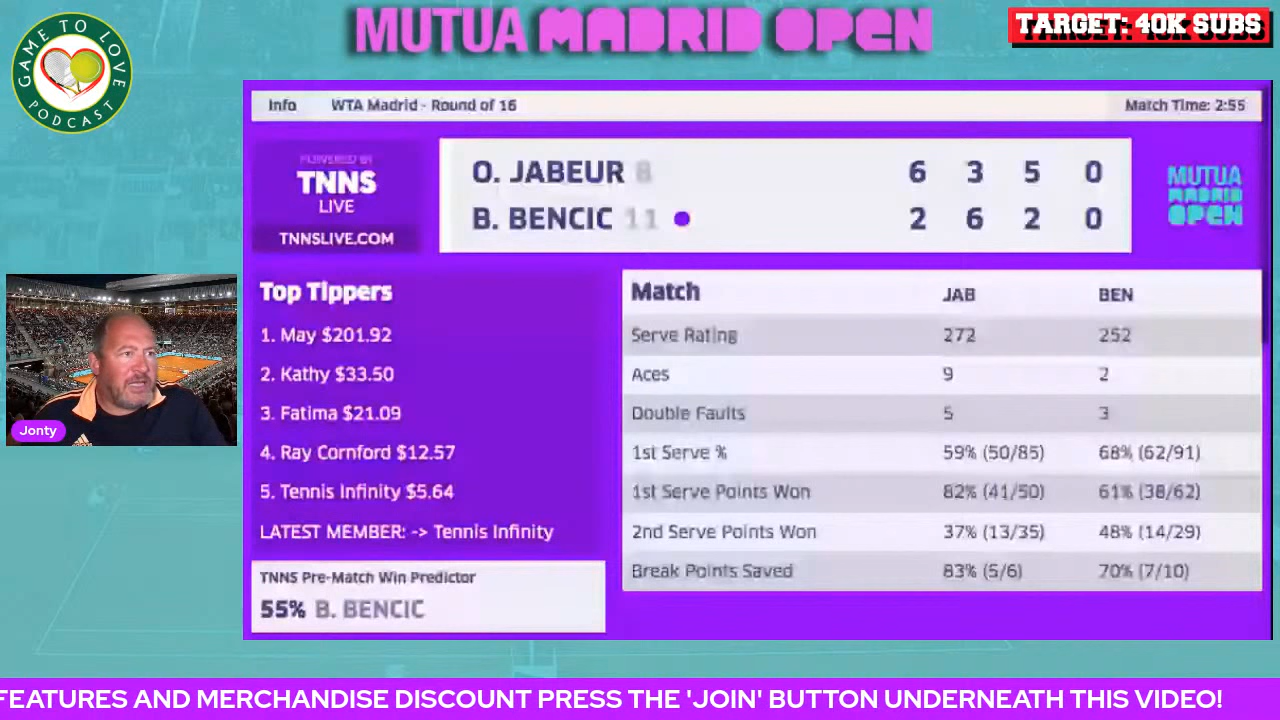 GAME TO LOVE
PODCAST
MUTUA MADRID OPEN
TARGET: 40K SUBS
Info WTA Madrid - Round of 16 Match Time: 2:55
POWERED BY
TNNS
LIVE
TNNSLIVE.COM
O. JABEUR 8 6 3 5 0
B. BENCIC 11 2 6 2 0
MUTUA
MADRID
OPEN
Top Tippers
1. May $201.92
2. Kathy $33.50
3. Fatima $21.09
4. Ray Cornford $12.57
5. Tennis Infinity $5.64
LATEST MEMBER: -> Tennis Infinity
TNNS Pre-Match Win Predictor
55% B. BENCIC
Match JAB BEN
Serve Rating 272 252
Aces 9 2
Double Faults 5 3
1st Serve % 59% (50/85) 68% (62/91)
1st Serve Points Won 82% (41/50) 61% (38/62)
2nd Serve Points Won 37% (13/35) 48% (14/29)
Break Points Saved 83% (5/6) 70% (7/10)
Jonty
FEATURES AND MERCHANDISE DISCOUNT PRESS THE 'JOIN' BUTTON UNDERNEATH THIS VIDEO!